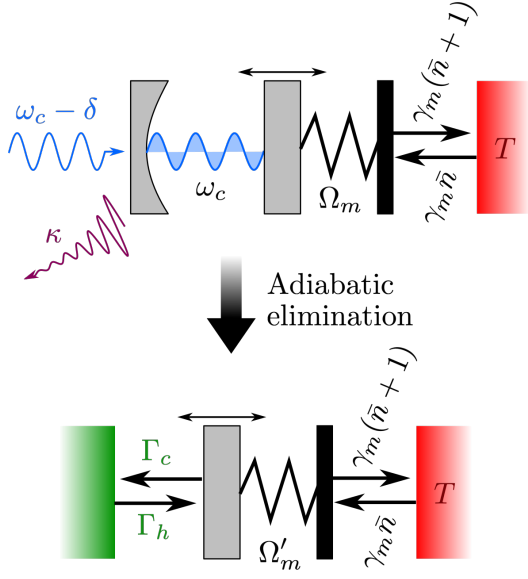 ω_c − δ
κ
ω_c
Ω_m
γ_m(n̄ + 1)
γ_m n̄
T
Adiabatic
elimination
Γ_c
Γ_h
Ω′_m
γ_m(n̄ + 1)
γ_m n̄
T